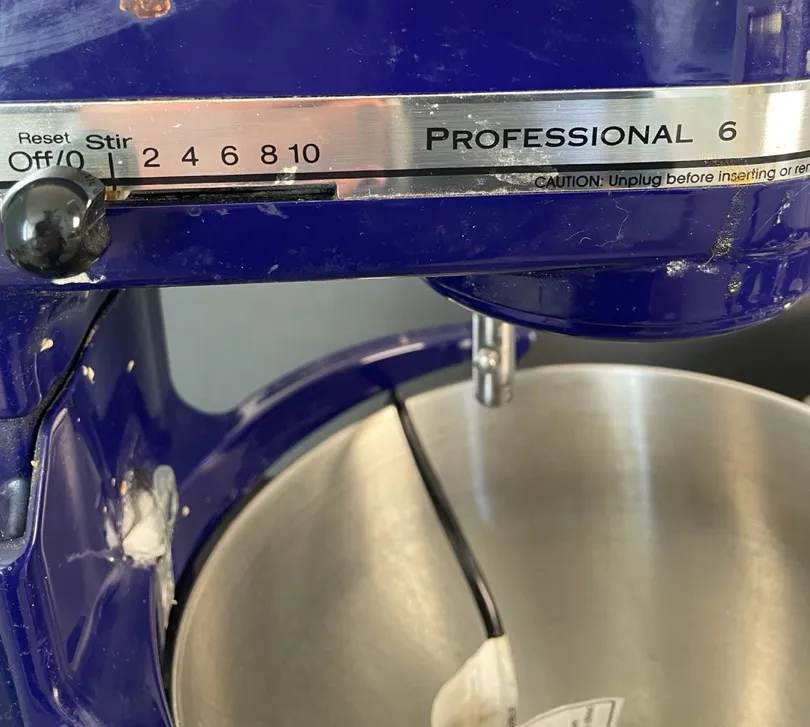 Reset Stir
Off/0 2 4 6 8 10
PROFESSIONAL 6
CAUTION: Unplug before inserting or